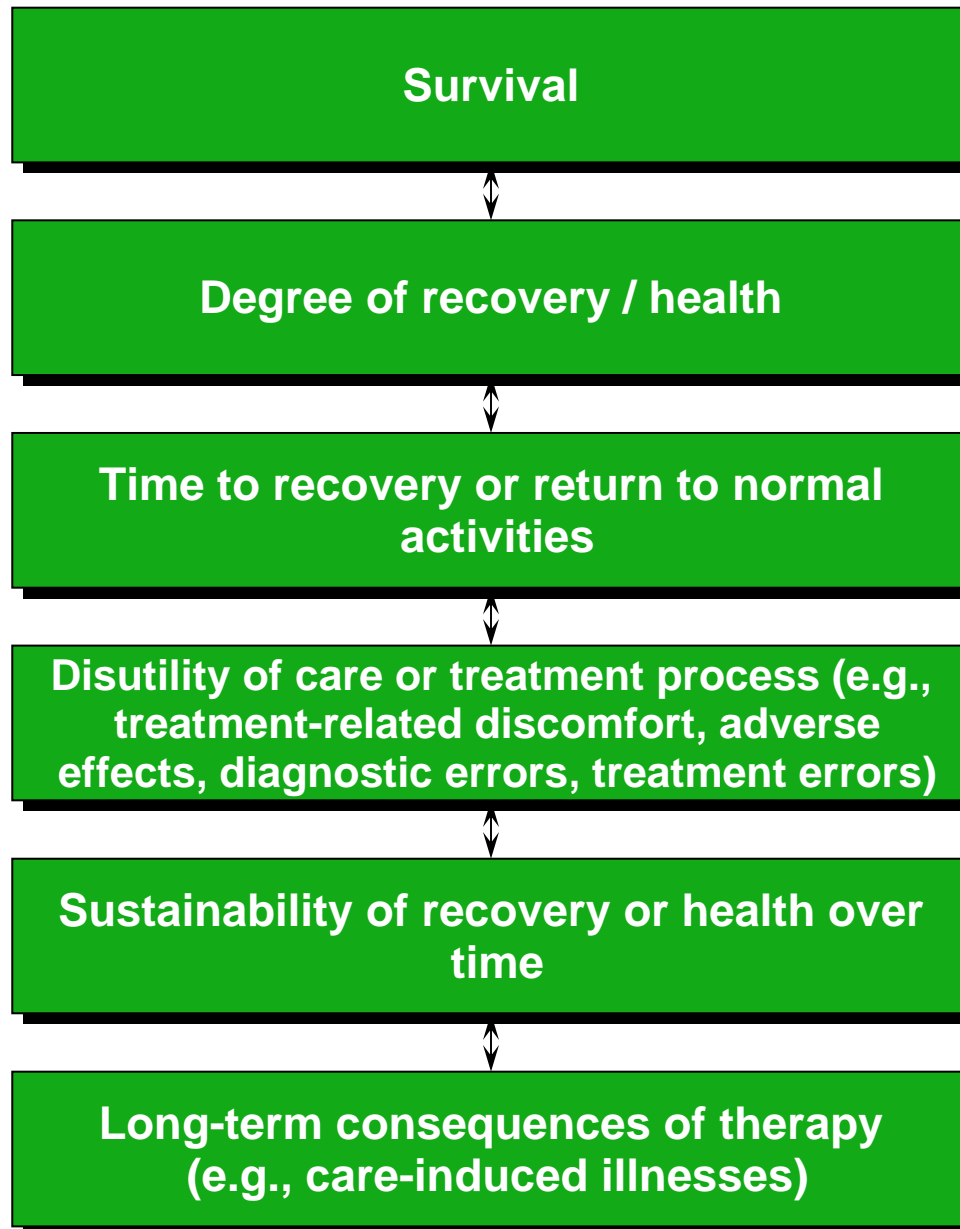 Survival
Degree of recovery / health
Time to recovery or return to normal
activities
Disutility of care or treatment process (e.g.,
treatment-related discomfort, adverse
effects, diagnostic errors, treatment errors)
Sustainability of recovery or health over
time
Long-term consequences of therapy
(e.g., care-induced illnesses)